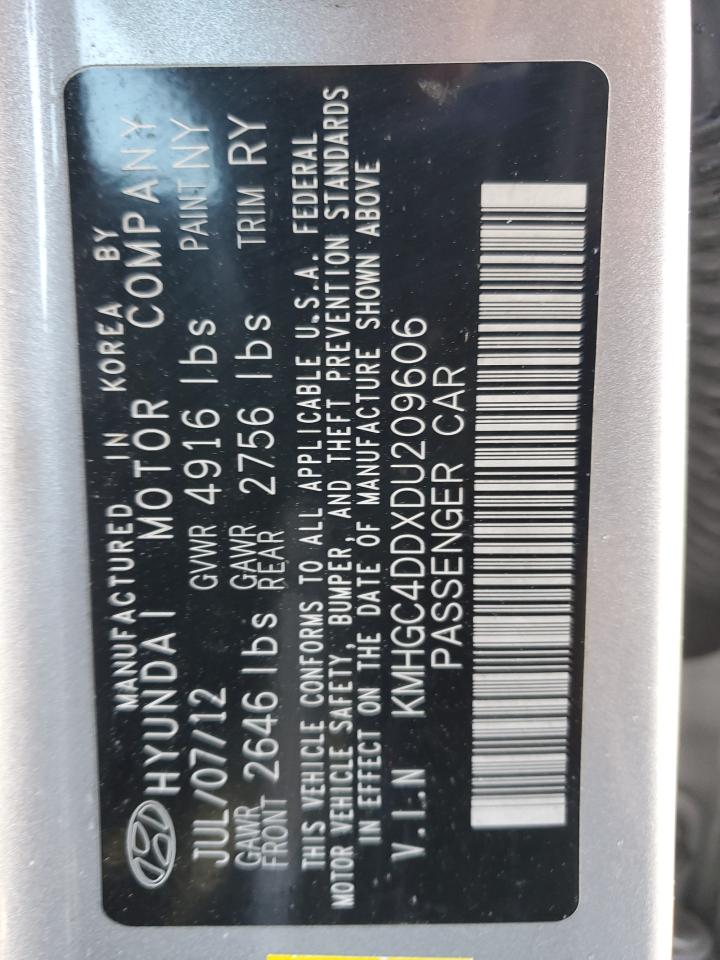 MANUFACTURED IN KOREA BY
HYUNDAI MOTOR COMPANY
JUL/07/12 GVWR 4916 lbs PAINT NY
GAWR FRONT 2646 lbs GAWR REAR 2756 lbs TRIM RY
THIS VEHICLE CONFORMS TO ALL APPLICABLE U.S.A. FEDERAL
MOTOR VEHICLE SAFETY, BUMPER, AND THEFT PREVENTION STANDARDS
IN EFFECT ON THE DATE OF MANUFACTURE SHOWN ABOVE
V.I.N KMHGC4DDXDU209606
PASSENGER CAR